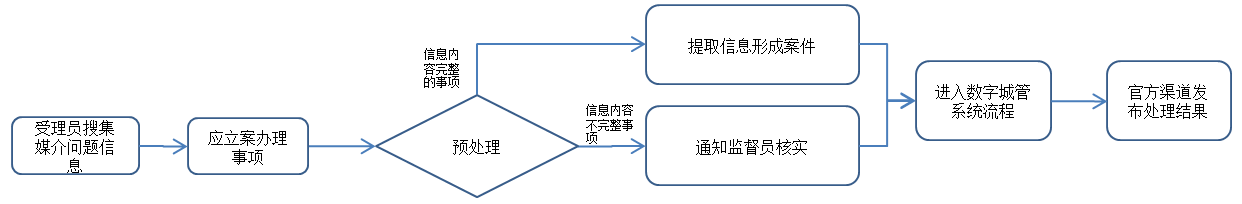 受理员搜集
媒介问题信
息
应立案办理
事项
预处理
信息内
容完整
的事项
提取信息形成案件
信息内容
不完整事
项
通知监督员核实
进入数字城管
系统流程
官方渠道发
布处理结果